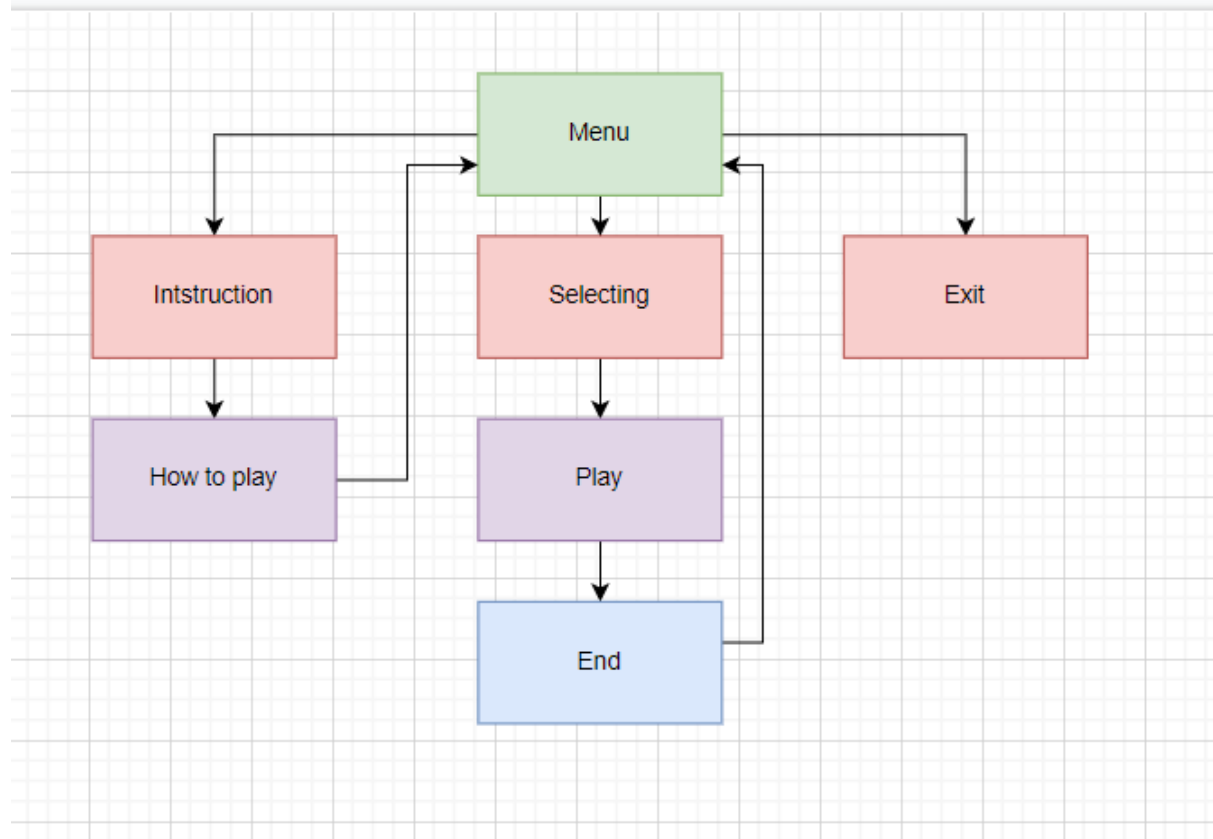 Menu
Intstruction
Selecting
Exit
How to play
Play
End